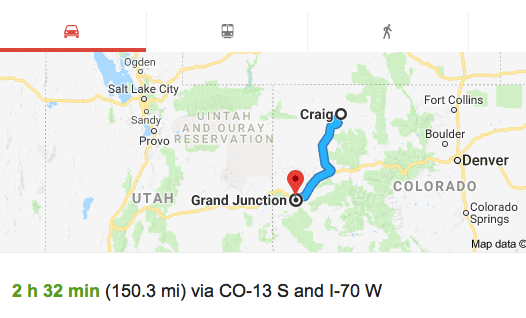 Ogden
Salt Lake City
Sandy
Provo
UINTAH
AND OURAY
RESERVATION
Craig
Fort Collins
Boulder
Denver
Grand Junction
UTAH
COLORADO
Colorado
Springs
Map data ©
2 h 32 min (150.3 mi) via CO-13 S and I-70 W